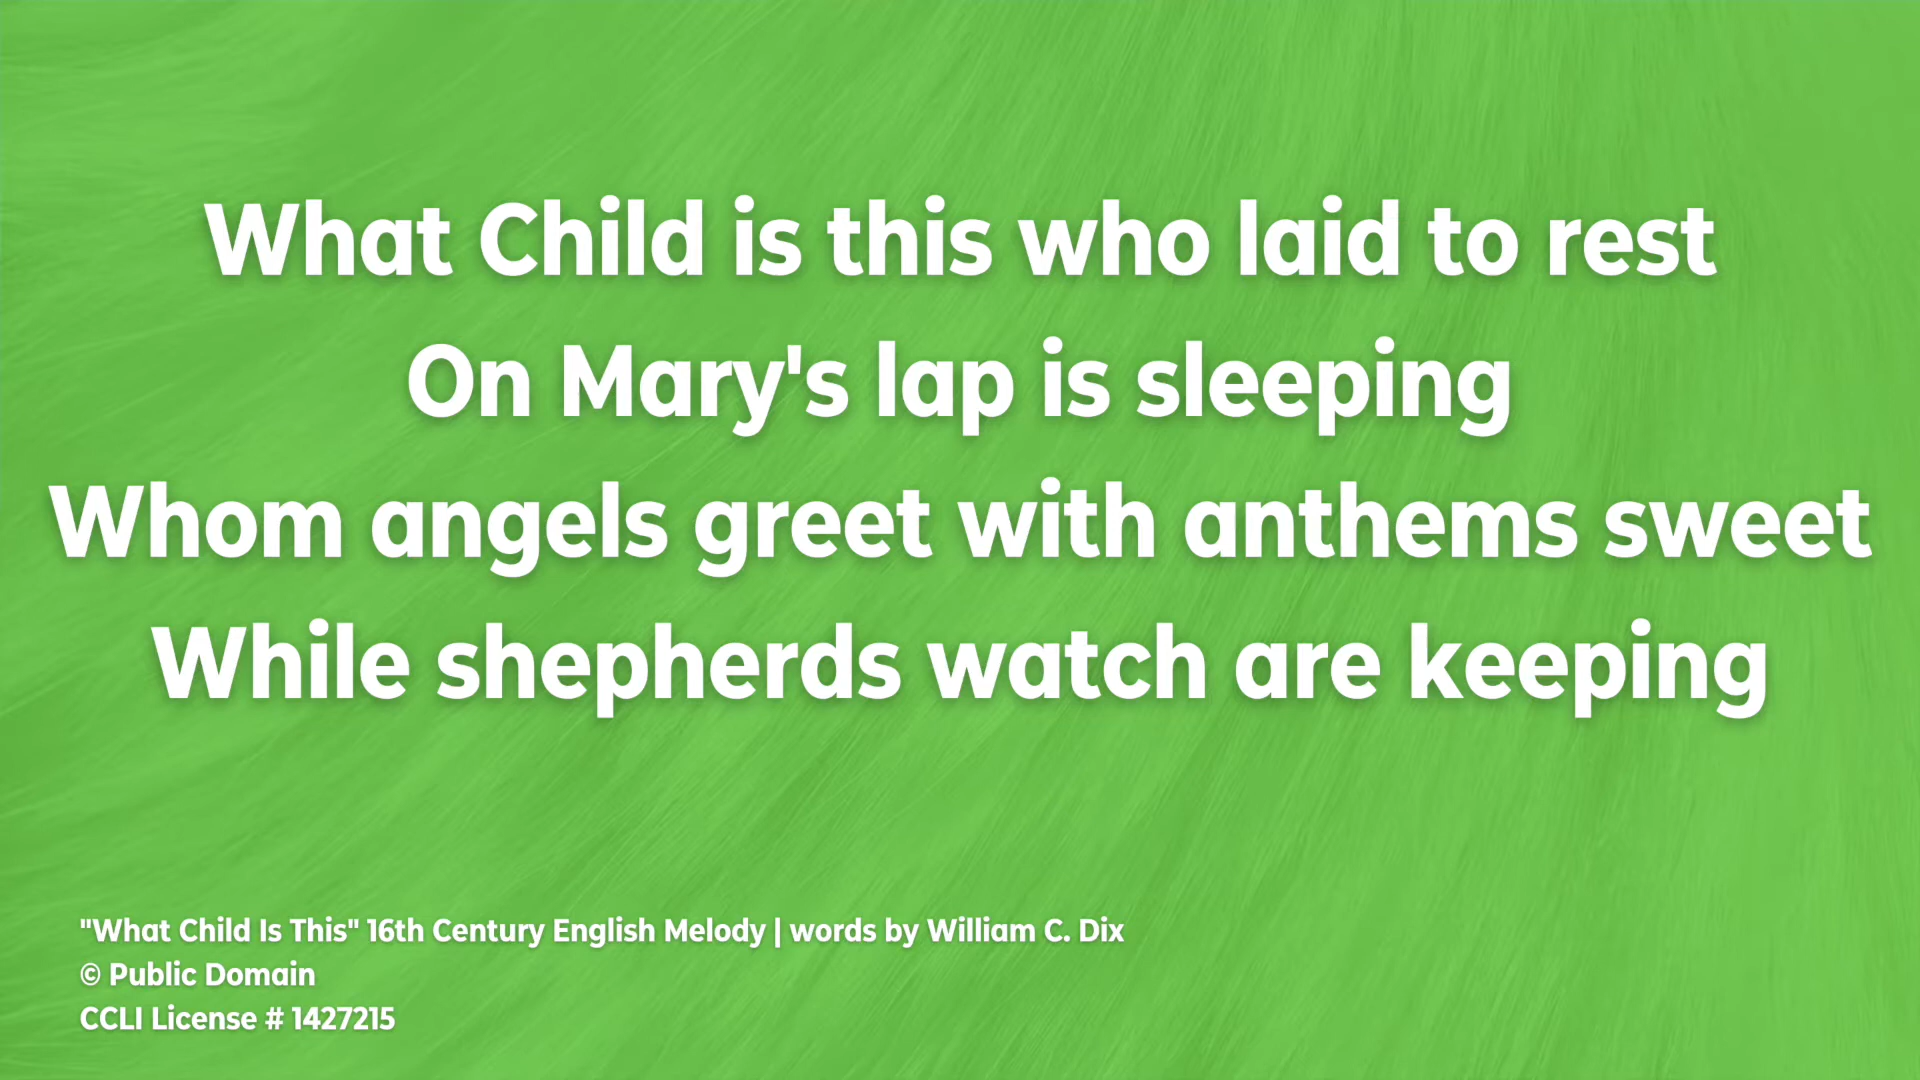 What Child is this who laid to rest
On Mary's lap is sleeping
Whom angels greet with anthems sweet
While shepherds watch are keeping
"What Child Is This" 16th Century English Melody | words by William C. Dix
© Public Domain
CCLI License # 1427215